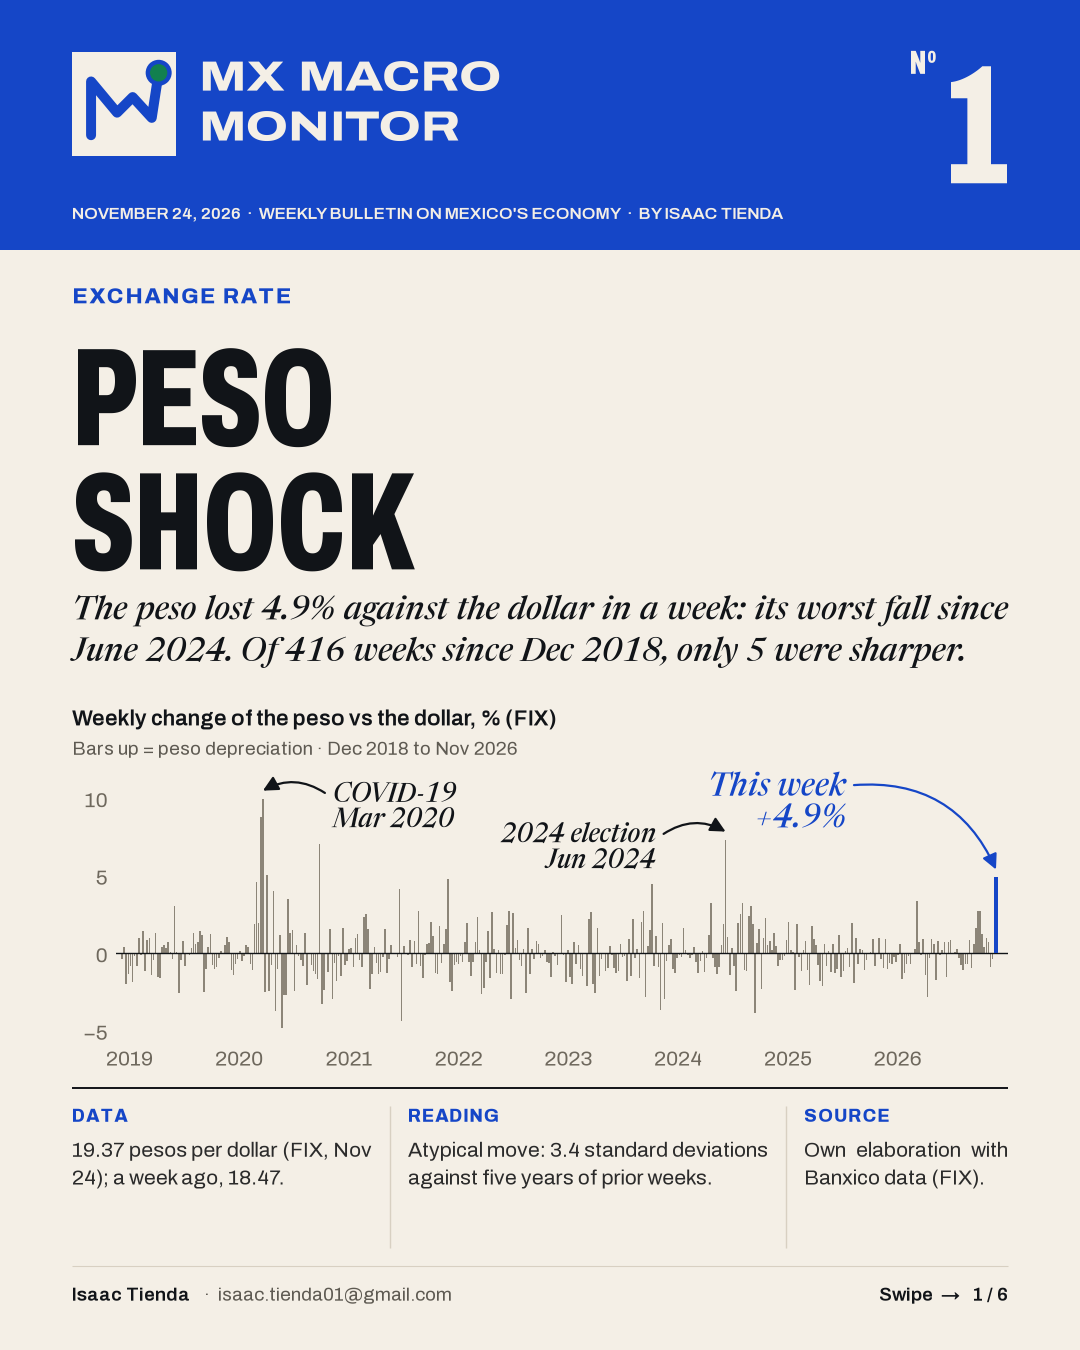 MX MACRO
MONITOR
Nº 1
NOVEMBER 24, 2026 · WEEKLY BULLETIN ON MEXICO'S ECONOMY · BY ISAAC TIENDA
EXCHANGE RATE
PESO
SHOCK
The peso lost 4.9% against the dollar in a week: its worst fall since
June 2024. Of 416 weeks since Dec 2018, only 5 were sharper.
Weekly change of the peso vs the dollar, % (FIX)
Bars up = peso depreciation · Dec 2018 to Nov 2026
COVID-19
Mar 2020
2024 election
Jun 2024
This week
+4.9%
10
5
0
−5
2019 2020 2021 2022 2023 2024 2025 2026
DATA
19.37 pesos per dollar (FIX, Nov
24); a week ago, 18.47.
READING
Atypical move: 3.4 standard deviations
against five years of prior weeks.
SOURCE
Own elaboration with
Banxico data (FIX).
Isaac Tienda · isaac.tienda01@gmail.com
Swipe → 1 / 6